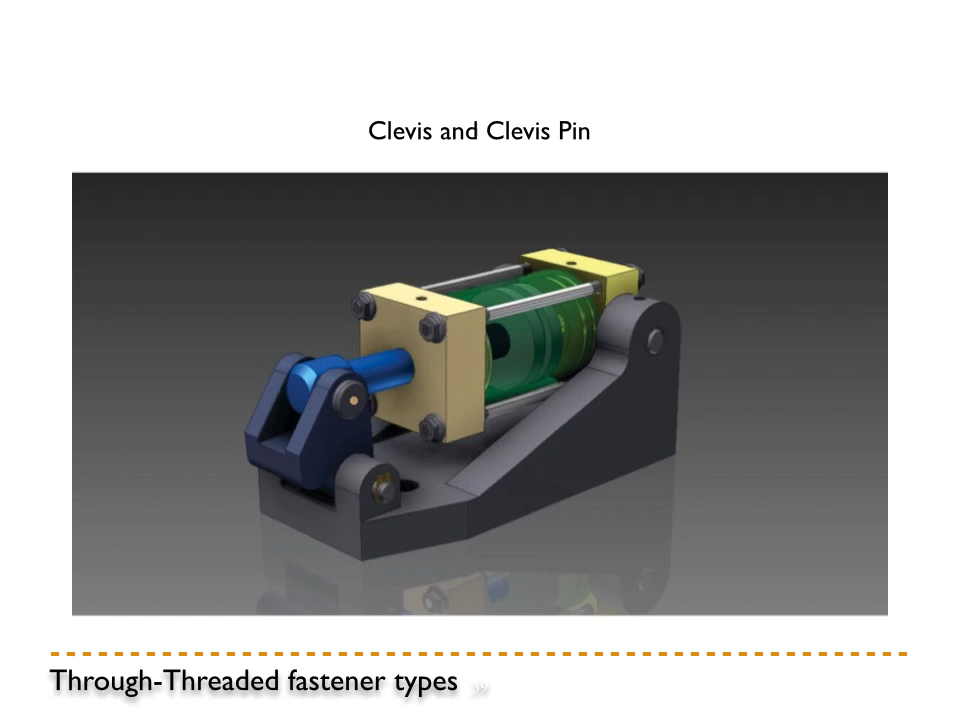 Clevis and Clevis Pin
Through-Threaded fastener types